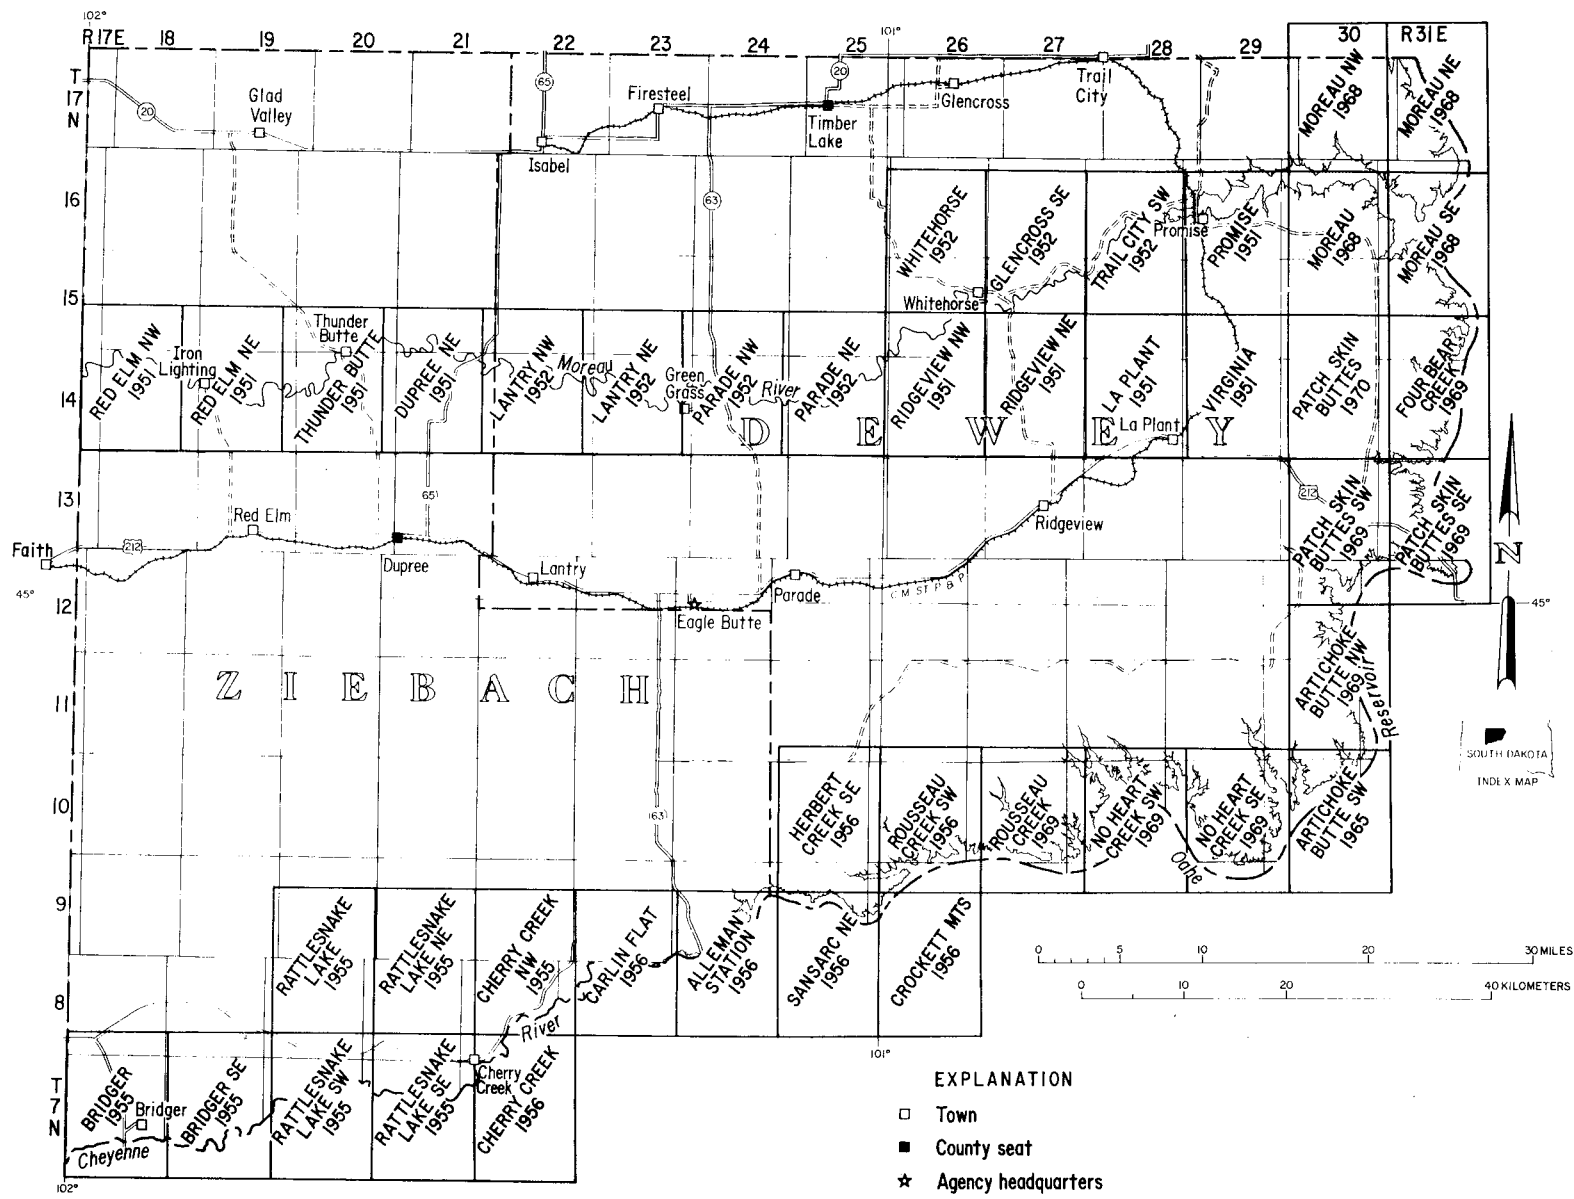 102°
R17E 18 19 20 21 22 23 24 25 26 27 28 29 30 R31E
101°
T
17
N
20
Glad
Valley
65
Isabel
Firesteel
20
Timber
Lake
Glencross
Trail
City
MOREAU NW
1968
MOREAU NE
1968
16
63
WHITEHORSE
1952
GLENCROSS SE
1952
TRAIL CITY SW
1952
Promise
PROMISE
1951
MOREAU
1968
MOREAU SE
1968
15
Whitehorse
RED ELM NW
1951
Iron
Lighting
RED ELM NE
1951
Thunder
Butte
THUNDER BUTTE
1951
DUPREE NE
1951
LANTRY NW
1952
Moreau
LANTRY NE
1952
Green
Grass
PARADE NW
1952
River
PARADE NE
1952
RIDGEVIEW NW
1951
RIDGEVIEW NE
1951
LA PLANT
1951
VIRGINIA
1951
PATCH SKIN
BUTTES
1970
FOUR BEAR
CREEK
1969
14
D E W E Y
La Plant
13
65
212
Red Elm
Ridgeview
PATCH SKIN
BUTTES SW
1969
PATCH SKIN
BUTTES SE
1969
Faith
212
Dupree
Lantry
Parade
C M ST P & P
45°
12
Eagle Butte
45°
N
11
Z I E B A C H
ARTICHOKE
BUTTE NW
1969
Reservoir
SOUTH DAKOTA
INDEX MAP
10
63
HERBERT
CREEK SE
1956
ROUSSEAU
CREEK SW
1956
ROUSSEAU
CREEK
1969
NO HEART
CREEK SW
1969
Oahe
NO HEART
CREEK SE
1969
ARTICHOKE
BUTTE SW
1965
9
RATTLESNAKE
LAKE
1955
RATTLESNAKE
LAKE NE
1955
CHERRY CREEK
NW
1955
CARLIN FLAT
1956
ALLEMAN
STATION
1956
SANSARC NE
1956
CROCKETT MTS
1956
0 5 10 20 30 MILES
0 10 20 40 KILOMETERS
8
River
101°
T
7
N
BRIDGER
1955
Bridger
BRIDGER SE
1955
RATTLESNAKE
LAKE SW
1955
RATTLESNAKE
LAKE SE
1955
Cherry
Creek
CHERRY CREEK
1956
Cheyenne
102°
EXPLANATION
Town
County seat
Agency headquarters